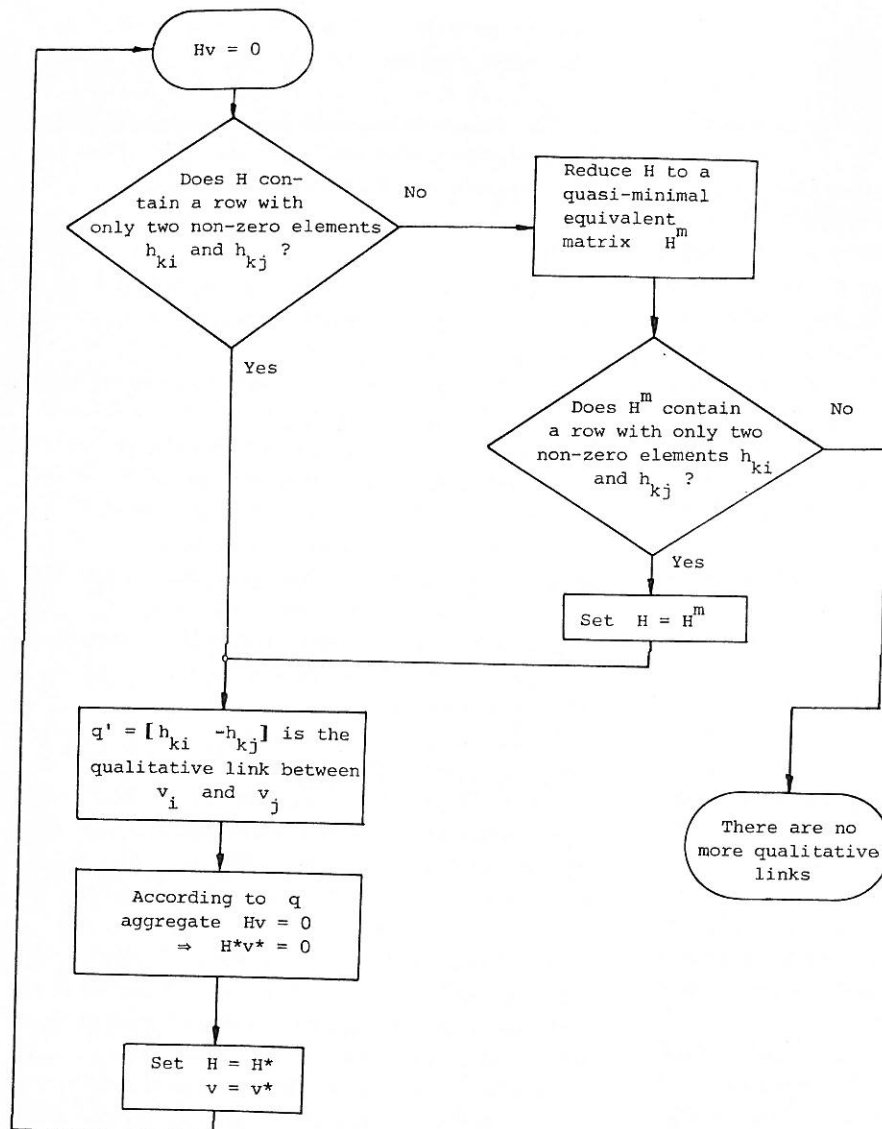 Hv = 0
Does H con-
tain a row with
only two non-zero elements
h_ki and h_kj ?
No
Reduce H to a
quasi-minimal
equivalent
matrix H^m
Yes
Does H^m contain
a row with only two
non-zero elements h_ki
and h_kj ?
No
Yes
Set H = H^m
q' = [h_ki -h_kj] is the
qualitative link between
v_i and v_j
According to q
aggregate Hv = 0
⇒ H*v* = 0
Set H = H*
v = v*
There are no
more qualitative
links